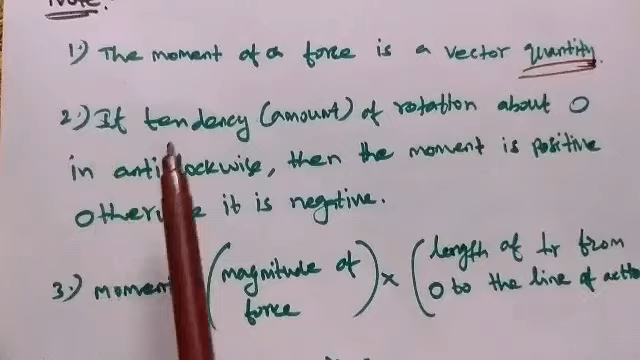 Note:
1.) The moment of a force is a vector quantity.
2.) If tendency (amount) of rotation about O
in anticlockwise, then the moment is positive
Otherwise it is negative.
3.) moment (magnitude of force) × (length of ⊥r from O to the line of